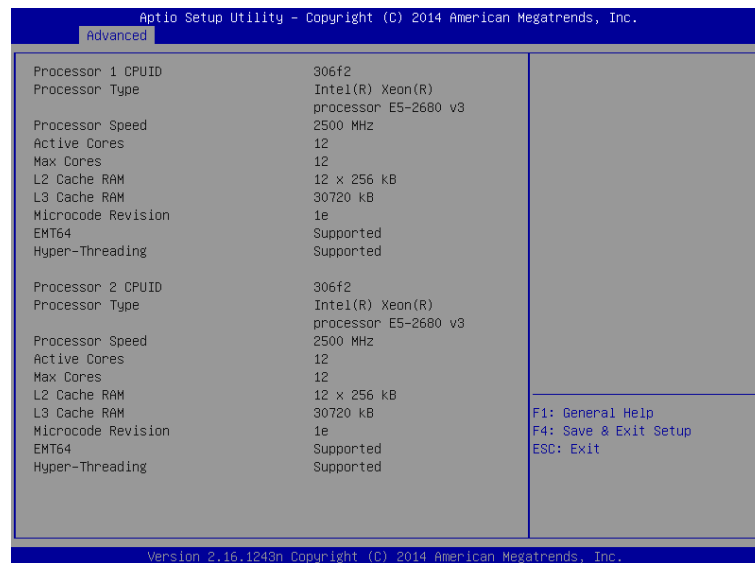 Aptio Setup Utility – Copyright (C) 2014 American Megatrends, Inc.
Advanced
Processor 1 CPUID 306f2
Processor Type Intel(R) Xeon(R)
processor E5-2680 v3
Processor Speed 2500 MHz
Active Cores 12
Max Cores 12
L2 Cache RAM 12 x 256 kB
L3 Cache RAM 30720 kB
Microcode Revision 1e
EMT64 Supported
Hyper-Threading Supported
Processor 2 CPUID 306f2
Processor Type Intel(R) Xeon(R)
processor E5-2680 v3
Processor Speed 2500 MHz
Active Cores 12
Max Cores 12
L2 Cache RAM 12 x 256 kB
L3 Cache RAM 30720 kB
Microcode Revision 1e
EMT64 Supported
Hyper-Threading Supported
F1: General Help
F4: Save & Exit Setup
ESC: Exit
Version 2.16.1243n Copyright (C) 2014 American Megatrends, Inc.